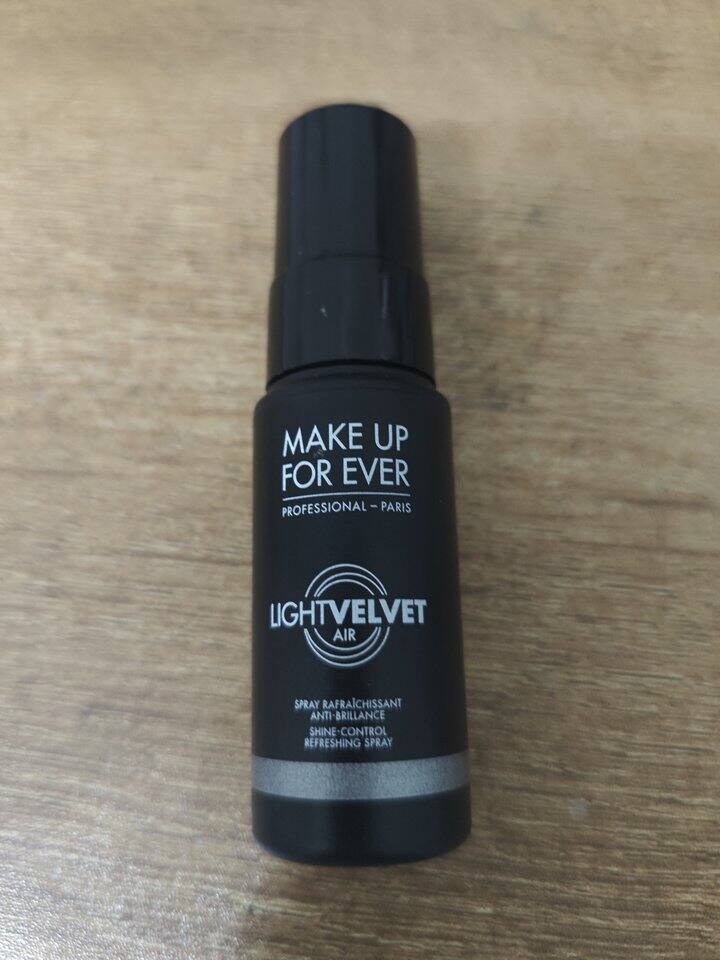 MAKE UP
FOR EVER
PROFESSIONAL – PARIS
LIGHTVELVET
AIR
SPRAY RAFRAÎCHISSANT
ANTI-BRILLANCE
SHINE-CONTROL
REFRESHING SPRAY